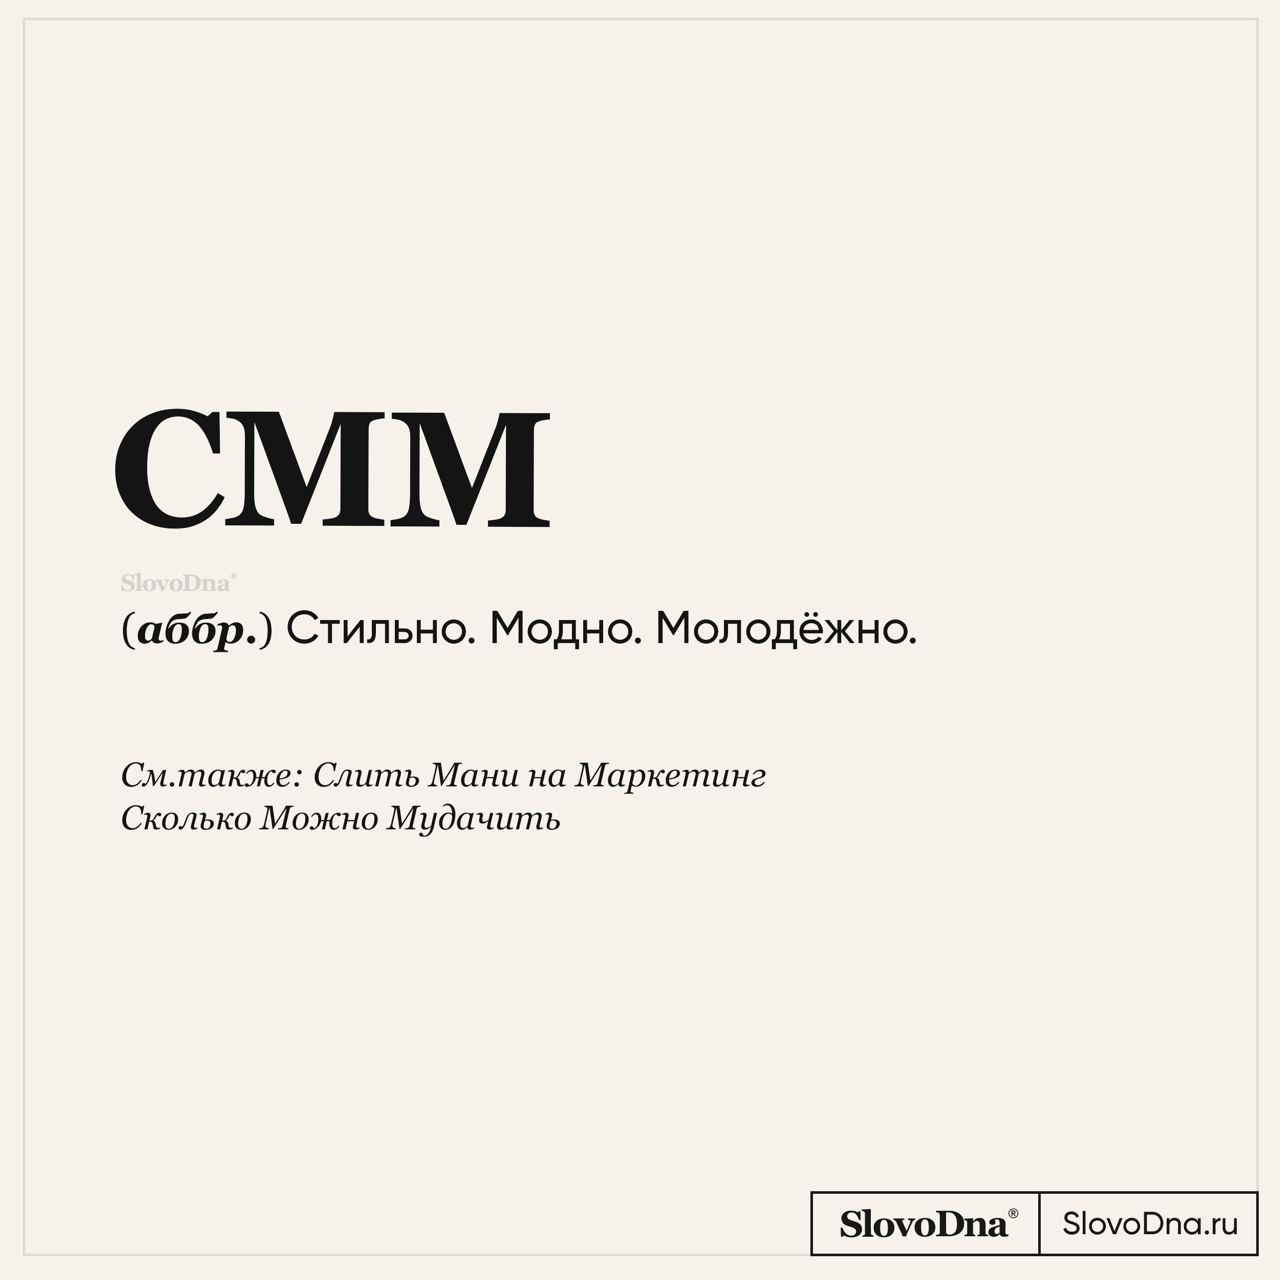 СММ
SlovoDna®
(аббр.) Стильно. Модно. Молодёжно.
См.также: Слить Мани на Маркетинг
Сколько Можно Мудачить
SlovoDna® SlovoDna.ru